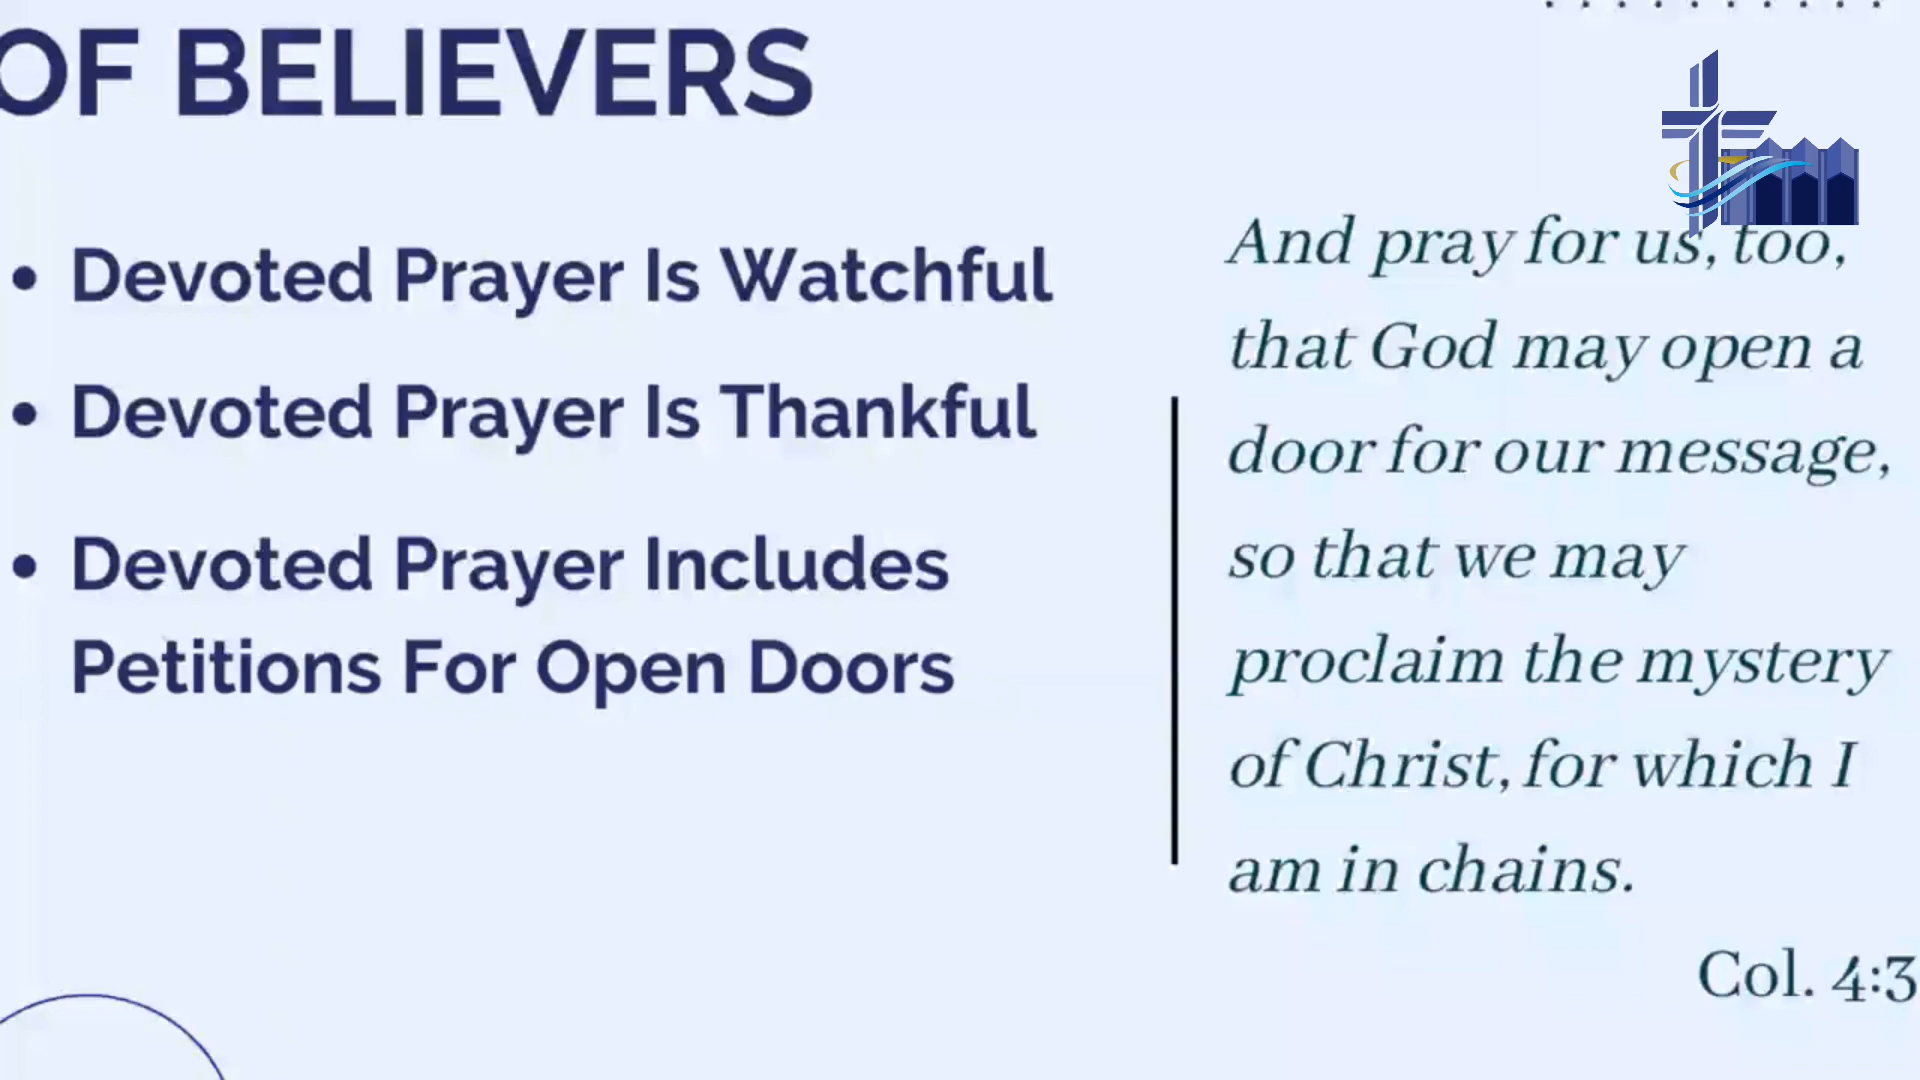 OF BELIEVERS
• Devoted Prayer Is Watchful
• Devoted Prayer Is Thankful
• Devoted Prayer Includes
Petitions For Open Doors
And pray for us, too,
that God may open a
door for our message,
so that we may
proclaim the mystery
of Christ, for which I
am in chains.
Col. 4:3